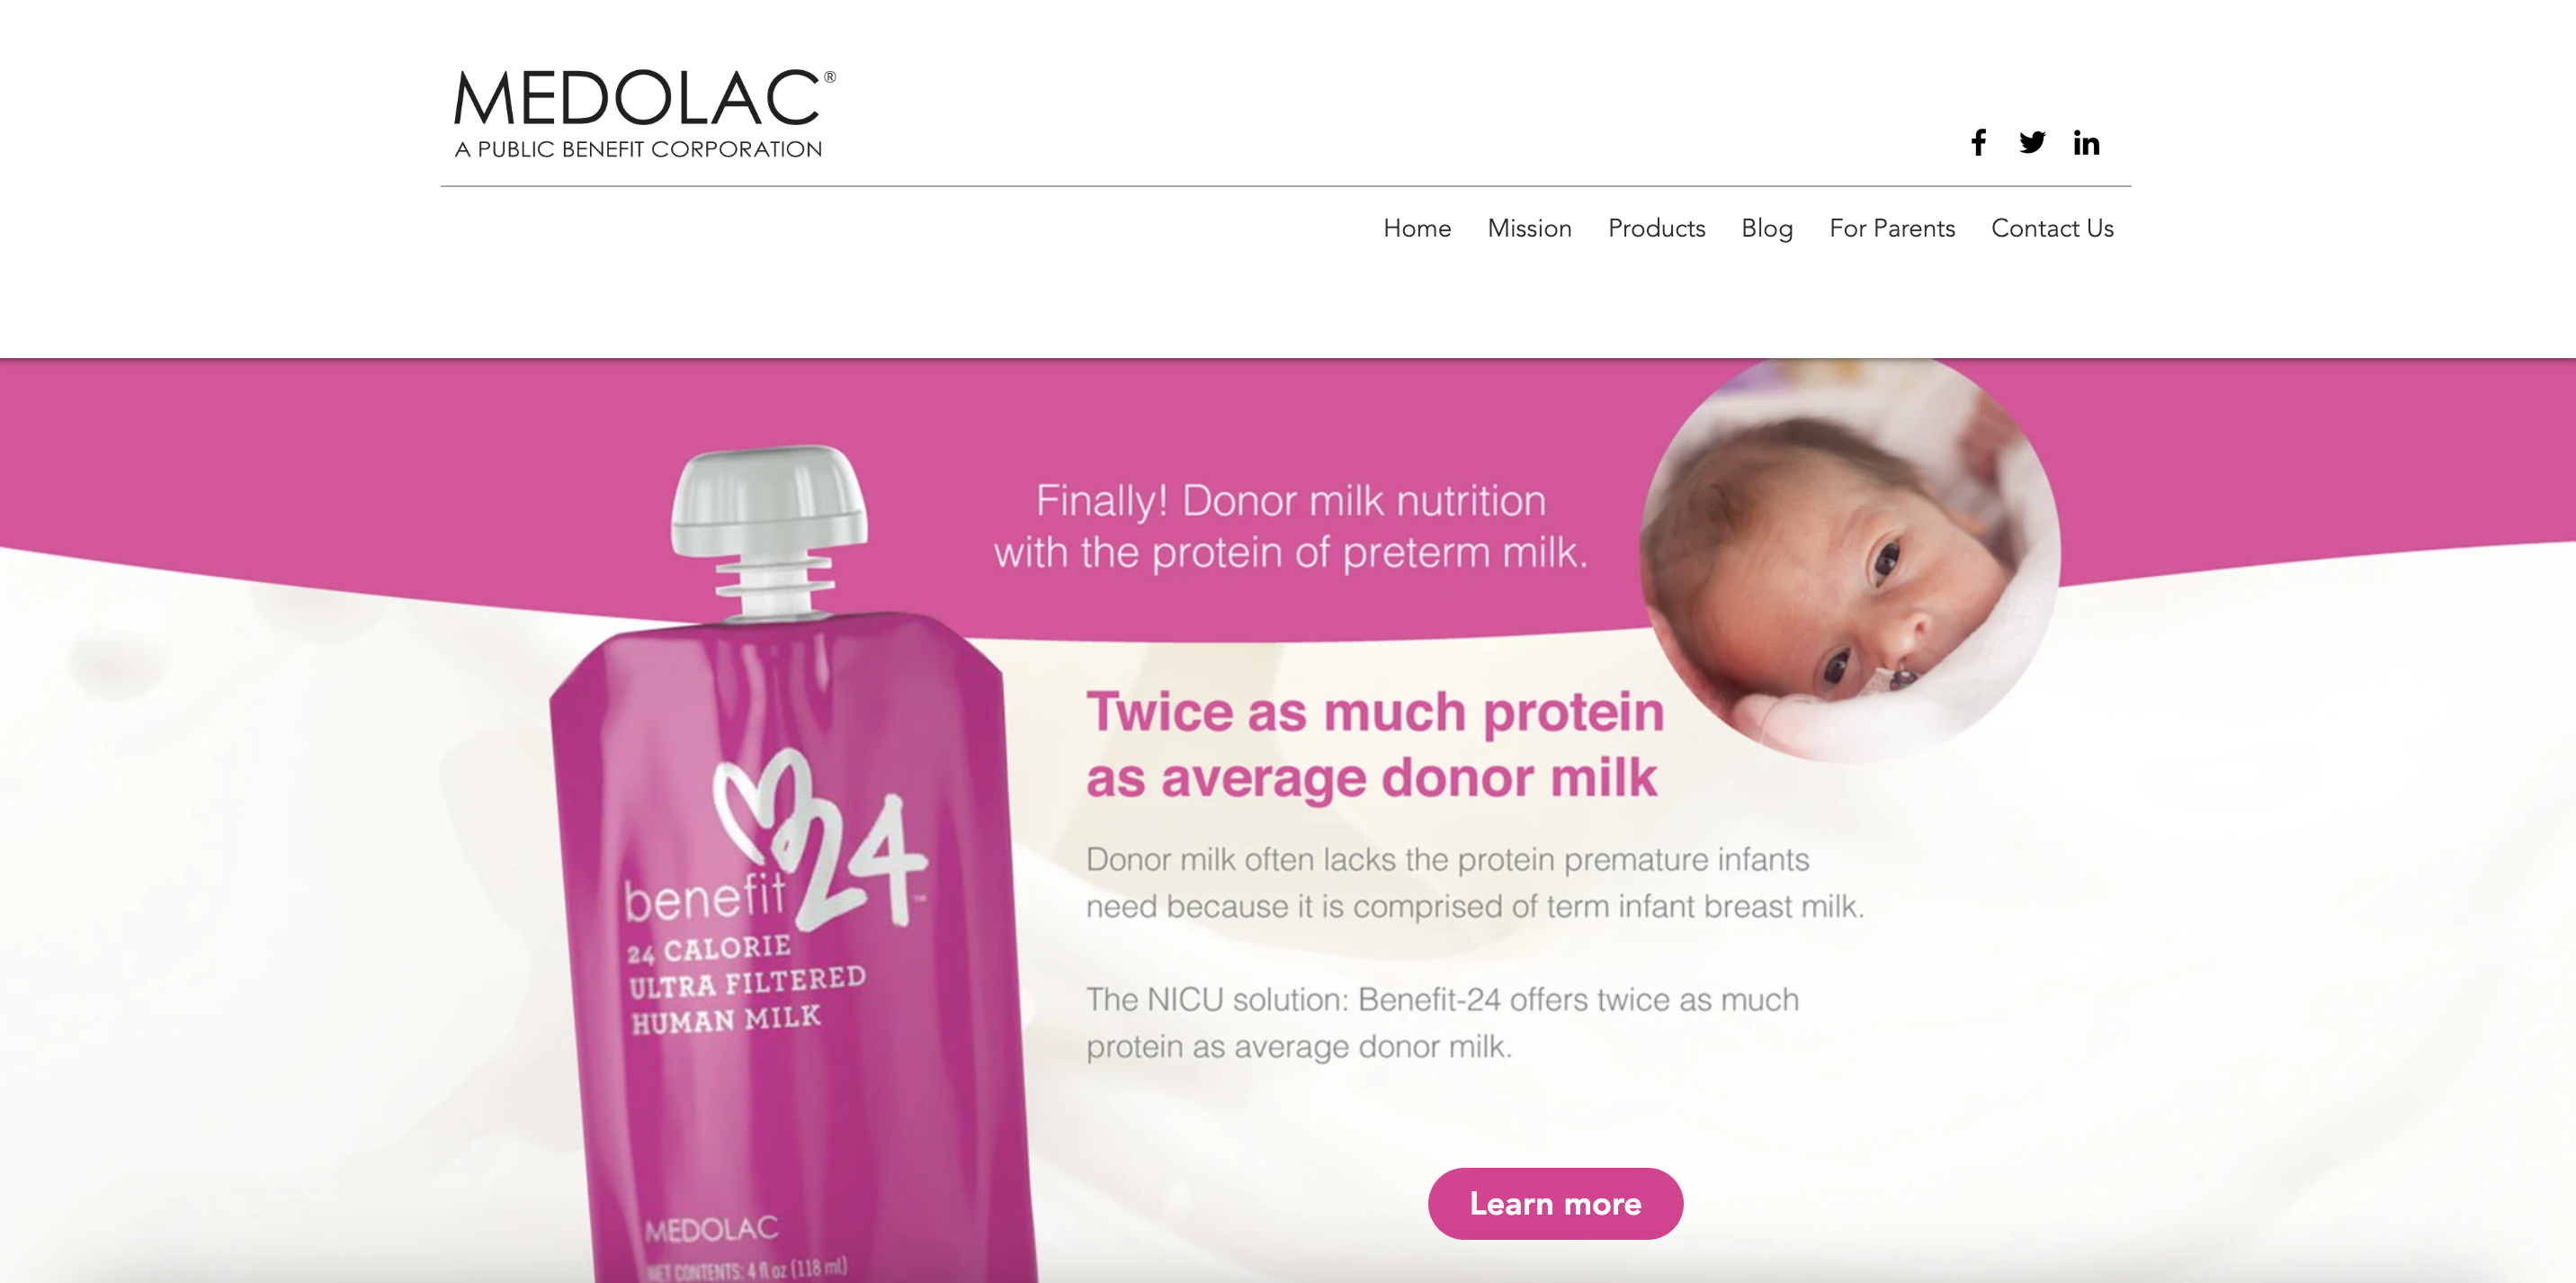 MEDOLAC®
A PUBLIC BENEFIT CORPORATION
Home Mission Products Blog For Parents Contact Us
Finally! Donor milk nutrition
with the protein of preterm milk.
Twice as much protein
as average donor milk
Donor milk often lacks the protein premature infants
need because it is comprised of term infant breast milk.
The NICU solution: Benefit-24 offers twice as much
protein as average donor milk.
Learn more
benefit 24™
24 CALORIE
ULTRA FILTERED
HUMAN MILK
MEDOLAC
NET CONTENTS: 4 fl oz (118 ml)